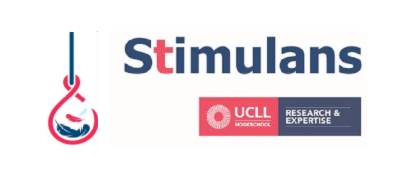 Stimulans
UCLL
HOGESCHOOL
RESEARCH &
EXPERTISE